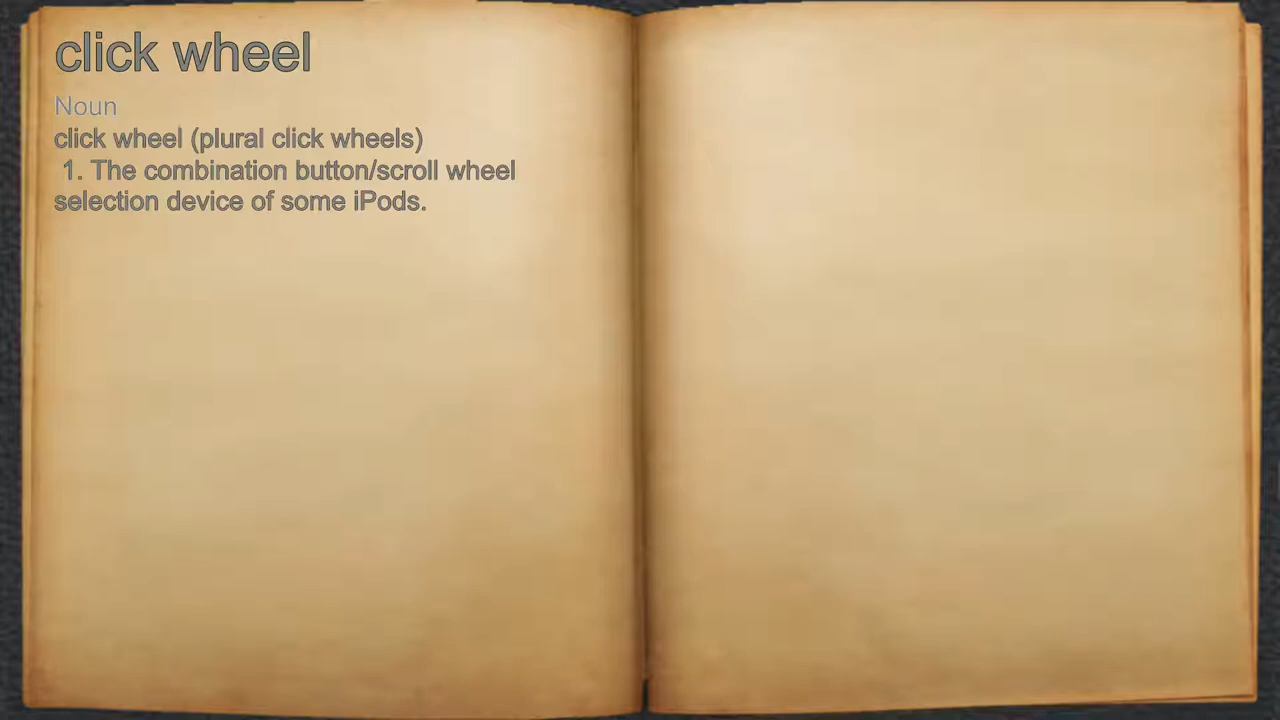 click wheel
Noun
click wheel (plural click wheels)
1. The combination button/scroll wheel
selection device of some iPods.